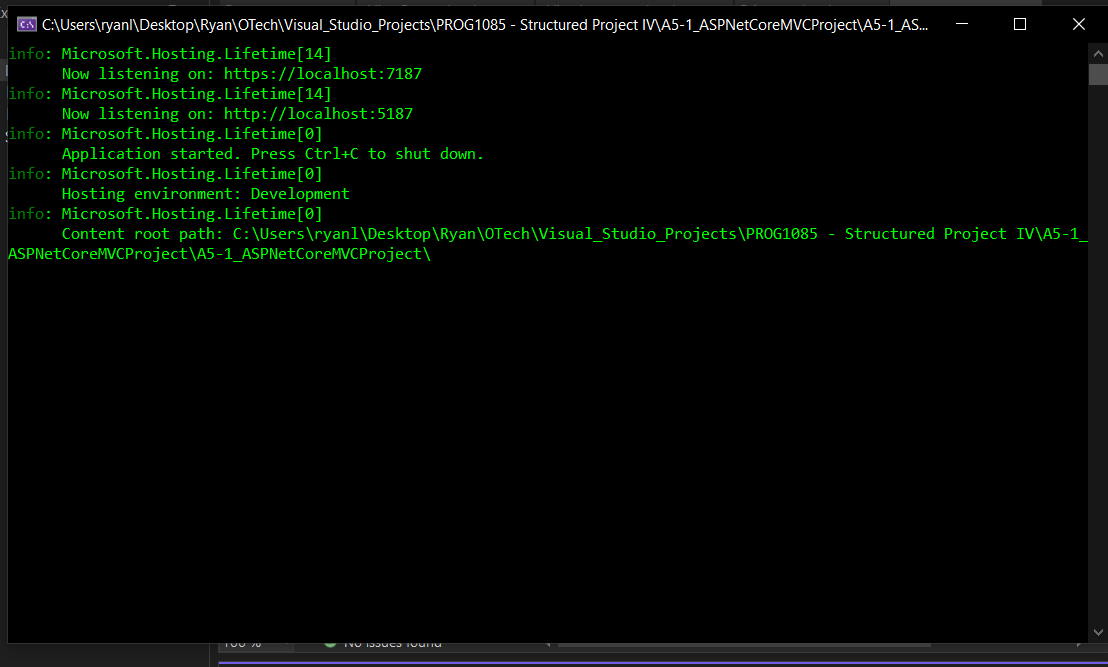 C:\Users\ryanl\Desktop\Ryan\OTech\Visual_Studio_Projects\PROG1085 - Structured Project IV\A5-1_ASPNetCoreMVCProject\A5-1_AS...
info: Microsoft.Hosting.Lifetime[14]
Now listening on: https://localhost:7187
info: Microsoft.Hosting.Lifetime[14]
Now listening on: http://localhost:5187
info: Microsoft.Hosting.Lifetime[0]
Application started. Press Ctrl+C to shut down.
info: Microsoft.Hosting.Lifetime[0]
Hosting environment: Development
info: Microsoft.Hosting.Lifetime[0]
Content root path: C:\Users\ryanl\Desktop\Ryan\OTech\Visual_Studio_Projects\PROG1085 - Structured Project IV\A5-1_
ASPNetCoreMVCProject\A5-1_ASPNetCoreMVCProject\
100 % No issues found